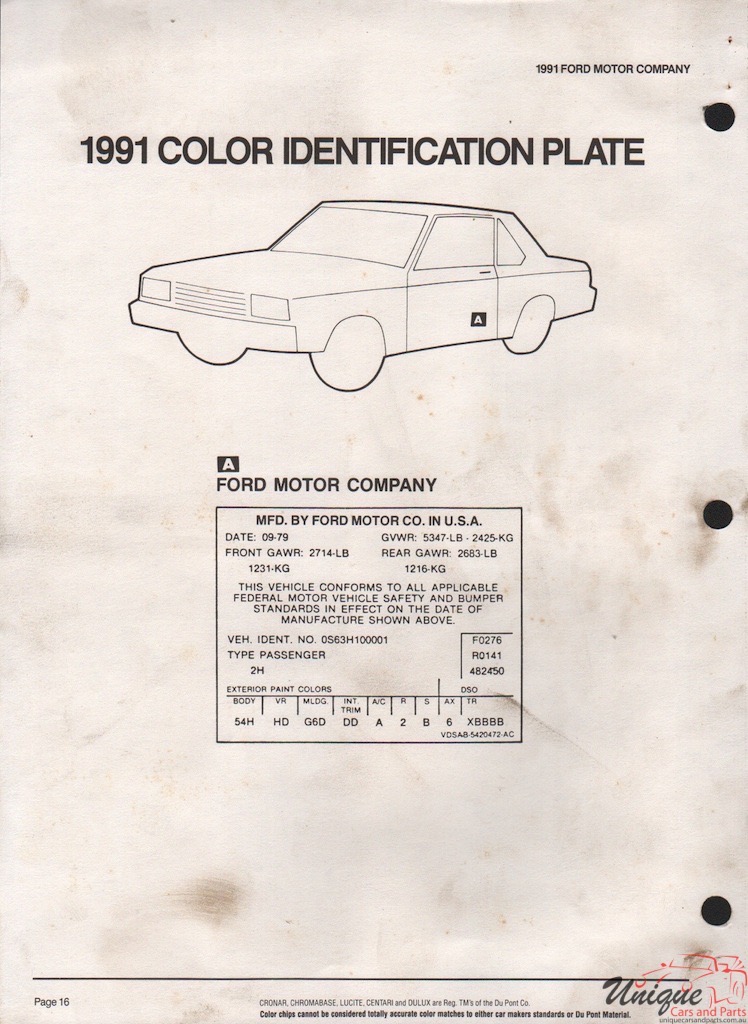 1991 FORD MOTOR COMPANY
1991 COLOR IDENTIFICATION PLATE
A
A
FORD MOTOR COMPANY
MFD. BY FORD MOTOR CO. IN U.S.A.
DATE: 09-79 GVWR: 5347-LB - 2425-KG
FRONT GAWR: 2714-LB REAR GAWR: 2683-LB
1231-KG 1216-KG
THIS VEHICLE CONFORMS TO ALL APPLICABLE
FEDERAL MOTOR VEHICLE SAFETY AND BUMPER
STANDARDS IN EFFECT ON THE DATE OF
MANUFACTURE SHOWN ABOVE.
VEH. IDENT. NO. 0S63H100001 F0276
TYPE PASSENGER R0141
2H 482450
EXTERIOR PAINT COLORS DSO
BODY VR MLDG. INT. TRIM A/C R S AX TR
54H HD G6D DD A 2 B 6 XBBBB
VDSAB-5420472-AC
Page 16
CRONAR, CHROMABASE, LUCITE, CENTARI and DULUX are Reg. TM's of the Du Pont Co.
Color chips cannot be considered totally accurate color matches to either car makers standards or Du Pont Material.
Unique
Cars and Parts
uniquecarsandparts.com.au